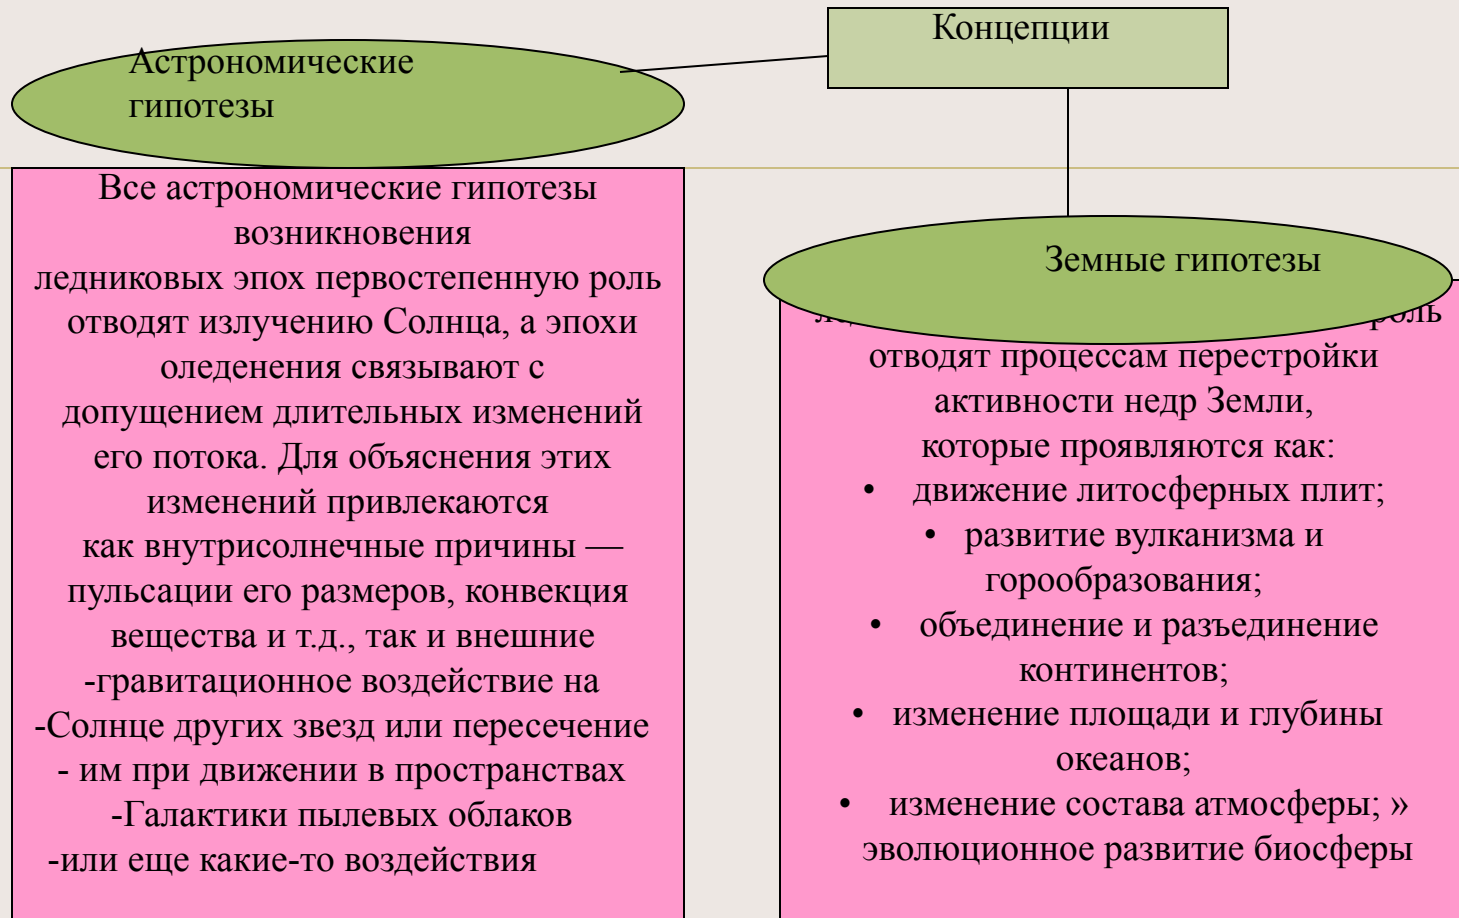 Концепции
Астрономические
гипотезы
Все астрономические гипотезы
возникновения
ледниковых эпох первостепенную роль
отводят излучению Солнца, а эпохи
оледенения связывают с
допущением длительных изменений
его потока. Для объяснения этих
изменений привлекаются
как внутрисолнечные причины —
пульсации его размеров, конвекция
вещества и т.д., так и внешние
-гравитационное воздействие на
-Солнце других звезд или пересечение
- им при движении в пространствах
-Галактики пылевых облаков
-или еще какие-то воздействия
Земные гипотезы
роль
отводят процессам перестройки
активности недр Земли,
которые проявляются как:
• движение литосферных плит;
• развитие вулканизма и
горообразования;
• объединение и разъединение
континентов;
• изменение площади и глубины
океанов;
• изменение состава атмосферы; »
эволюционное развитие биосферы